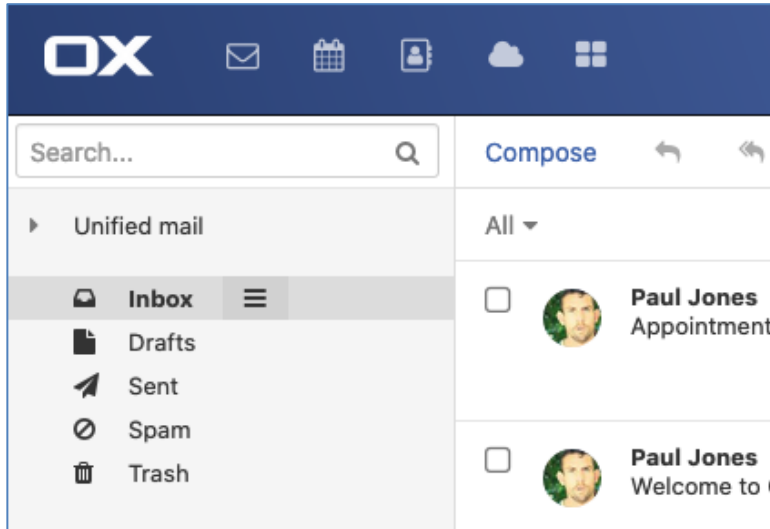 OX
Search...
Compose
Unified mail
All
Inbox
Drafts
Sent
Spam
Trash
Paul Jones
Appointment
Paul Jones
Welcome to